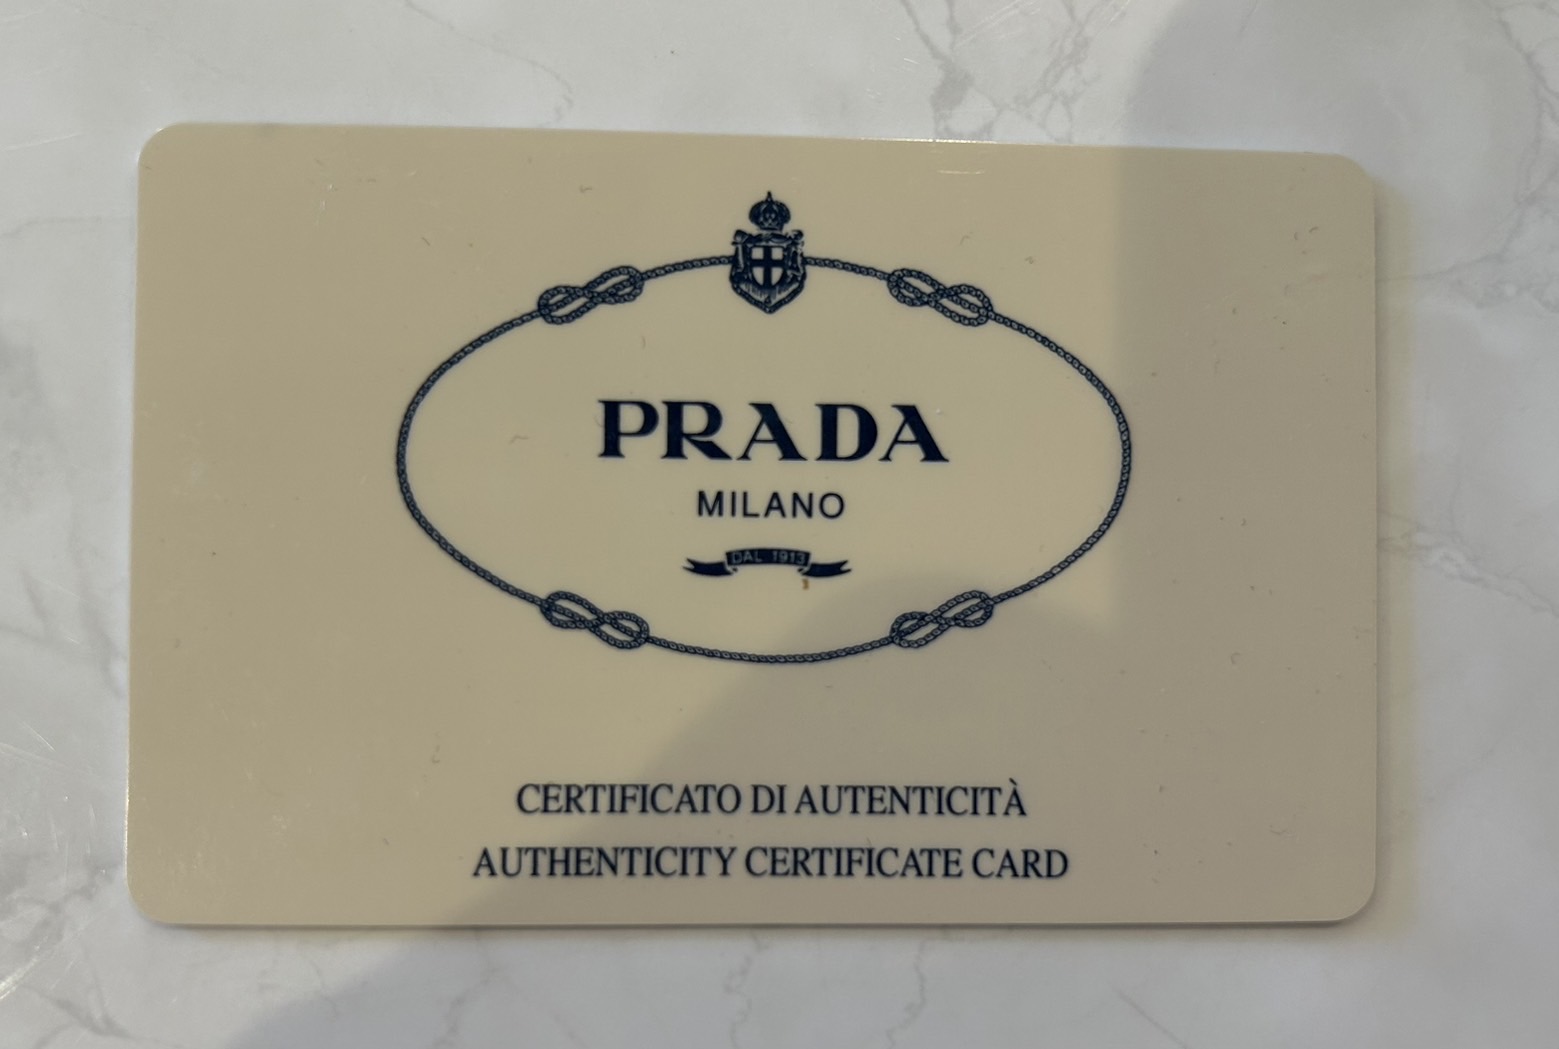 PRADA
MILANO
DAL 1913
CERTIFICATO DI AUTENTICITÀ
AUTHENTICITY CERTIFICATE CARD